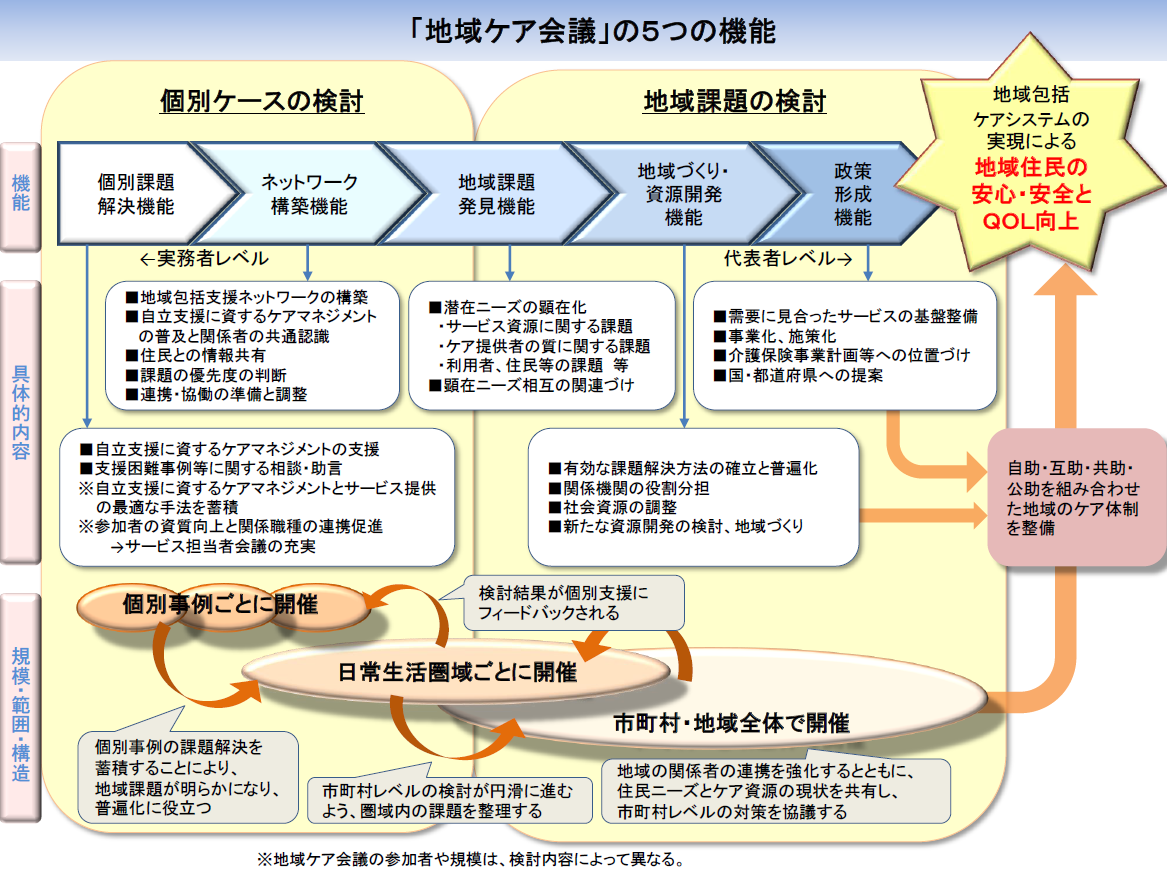 「地域ケア会議」の5つの機能
個別ケースの検討
地域課題の検討
地域包括
ケアシステムの
実現による
地域住民の
安心・安全と
QOL向上
機能
個別課題
解決機能
ネットワーク
構築機能
地域課題
発見機能
地域づくり・
資源開発
機能
政策
形成
機能
←実務者レベル
代表者レベル→
具体的内容
■地域包括支援ネットワークの構築
■自立支援に資するケアマネジメント
の普及と関係者の共通認識
■住民との情報共有
■課題の優先度の判断
■連携・協働の準備と調整
■潜在ニーズの顕在化
・サービス資源に関する課題
・ケア提供者の質に関する課題
・利用者、住民等の課題 等
■顕在ニーズ相互の関連づけ
■需要に見合ったサービスの基盤整備
■事業化、施策化
■介護保険事業計画等への位置づけ
■国・都道府県への提案
■自立支援に資するケアマネジメントの支援
■支援困難事例等に関する相談・助言
※自立支援に資するケアマネジメントとサービス提供
の最適な手法を蓄積
※参加者の資質向上と関係職種の連携促進
→サービス担当者会議の充実
■有効な課題解決方法の確立と普遍化
■関係機関の役割分担
■社会資源の調整
■新たな資源開発の検討、地域づくり
自助・互助・共助・
公助を組み合わせ
た地域のケア体制
を整備
規模・範囲・構造
個別事例ごとに開催
検討結果が個別支援に
フィードバックされる
日常生活圏域ごとに開催
市町村・地域全体で開催
個別事例の課題解決を
蓄積することにより、
地域課題が明らかになり、
普遍化に役立つ
市町村レベルの検討が円滑に進む
よう、圏域内の課題を整理する
地域の関係者の連携を強化するとともに、
住民ニーズとケア資源の現状を共有し、
市町村レベルの対策を協議する
※地域ケア会議の参加者や規模は、検討内容によって異なる。